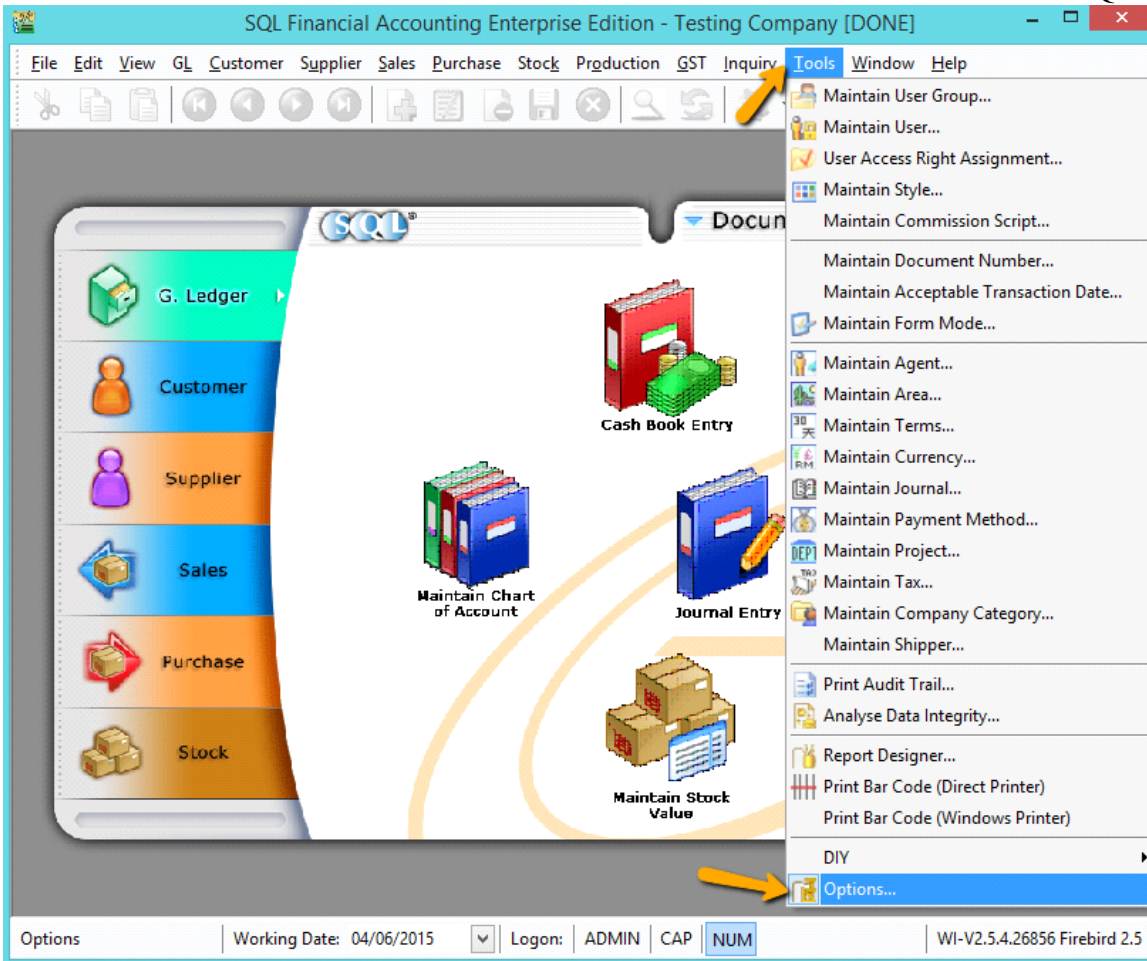 SQL Financial Accounting Enterprise Edition - Testing Company [DONE]
File Edit View GL Customer Supplier Sales Purchase Stock Production GST Inquiry Tools Window Help
Maintain User Group...
Maintain User...
User Access Right Assignment...
Maintain Style...
Maintain Commission Script...
Maintain Document Number...
Maintain Acceptable Transaction Date...
Maintain Form Mode...
Maintain Agent...
Maintain Area...
Maintain Terms...
Maintain Currency...
Maintain Journal...
Maintain Payment Method...
Maintain Project...
Maintain Tax...
Maintain Company Category...
Maintain Shipper...
Print Audit Trail...
Analyse Data Integrity...
Report Designer...
Print Bar Code (Direct Printer)
Print Bar Code (Windows Printer)
DIY
Options...
SQL®
Docum
G. Ledger
Customer
Supplier
Sales
Purchase
Stock
Cash Book Entry
Maintain Chart
of Account
Journal Entry
Maintain Stock
Value
Options Working Date: 04/06/2015 Logon: ADMIN CAP NUM WI-V2.5.4.26856 Firebird 2.5